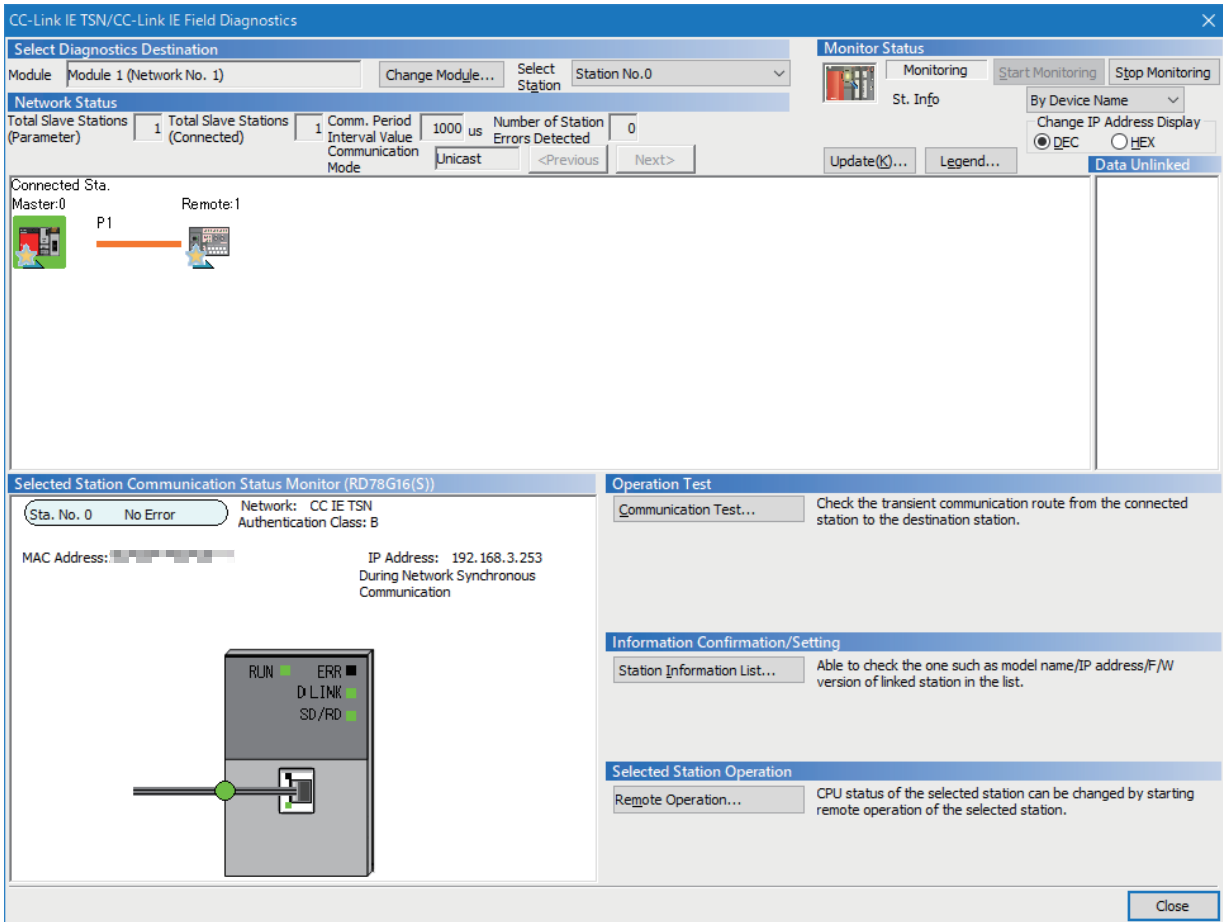 CC-Link IE TSN/CC-Link IE Field Diagnostics
Select Diagnostics Destination
Module
Module 1 (Network No. 1)
Change Module...
Select
Station
Station No.0
Monitor Status
Monitoring
Start Monitoring
Stop Monitoring
St. Info
By Device Name
Change IP Address Display
DEC
HEX
Update(K)...
Legend...
Network Status
Total Slave Stations
(Parameter)
1
Total Slave Stations
(Connected)
1
Comm. Period
Interval Value
1000 us
Number of Station
Errors Detected
0
Communication
Mode
Unicast
<Previous
Next>
Data Unlinked
Connected Sta.
Master:0
P1
Remote:1
Selected Station Communication Status Monitor (RD78G16(S))
Sta. No. 0 No Error
Network: CC IE TSN
Authentication Class: B
MAC Address:
IP Address: 192.168.3.253
During Network Synchronous
Communication
RUN
ERR
D LINK
SD/RD
Operation Test
Communication Test...
Check the transient communication route from the connected
station to the destination station.
Information Confirmation/Setting
Station Information List...
Able to check the one such as model name/IP address/F/W
version of linked station in the list.
Selected Station Operation
Remote Operation...
CPU status of the selected station can be changed by starting
remote operation of the selected station.
Close